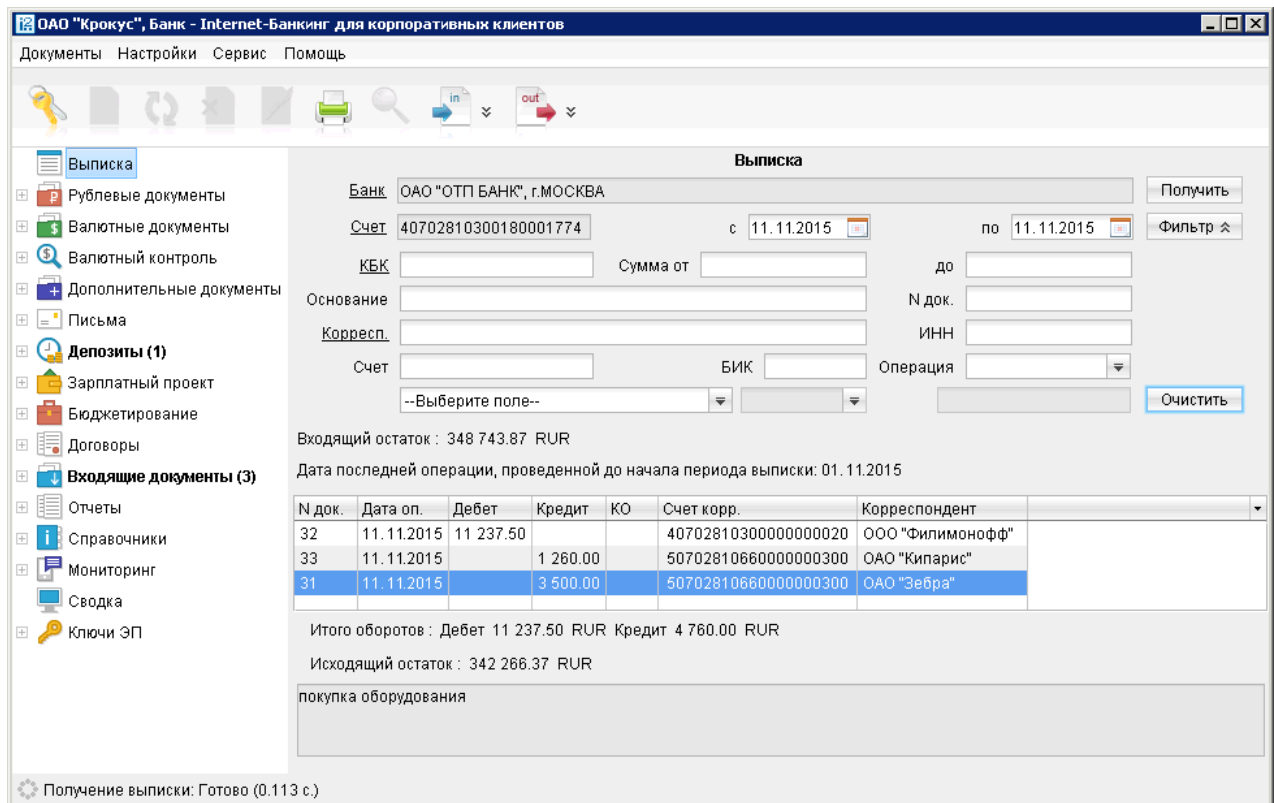 ОАО "Крокус", Банк - Internet-Банкинг для корпоративных клиентов
Документы Настройки Сервис Помощь
in out
Выписка
Рублевые документы
Валютные документы
Валютный контроль
Дополнительные документы
Письма
Депозиты (1)
Зарплатный проект
Бюджетирование
Договоры
Входящие документы (3)
Отчеты
Справочники
Мониторинг
Сводка
Ключи ЭП
Выписка
Банк ОАО "ОТП БАНК", г.МОСКВА Получить
Счет 40702810300180001774 с 11.11.2015 по 11.11.2015 Фильтр
КБК Сумма от до
Основание N док.
Корресп. ИНН
Счет БИК Операция
--Выберите поле-- Очистить
Входящий остаток : 348 743.87 RUR
Дата последней операции, проведенной до начала периода выписки: 01.11.2015
N док. Дата оп. Дебет Кредит КО Счет корр. Корреспондент
32 11.11.2015 11 237.50 40702810300000000020 ООО "Филимонофф"
33 11.11.2015 1 260.00 50702810660000000300 ОАО "Кипарис"
31 11.11.2015 3 500.00 50702810660000000300 ОАО "Зебра"
Итого оборотов : Дебет 11 237.50 RUR Кредит 4 760.00 RUR
Исходящий остаток : 342 266.37 RUR
покупка оборудования
Получение выписки: Готово (0.113 с.)